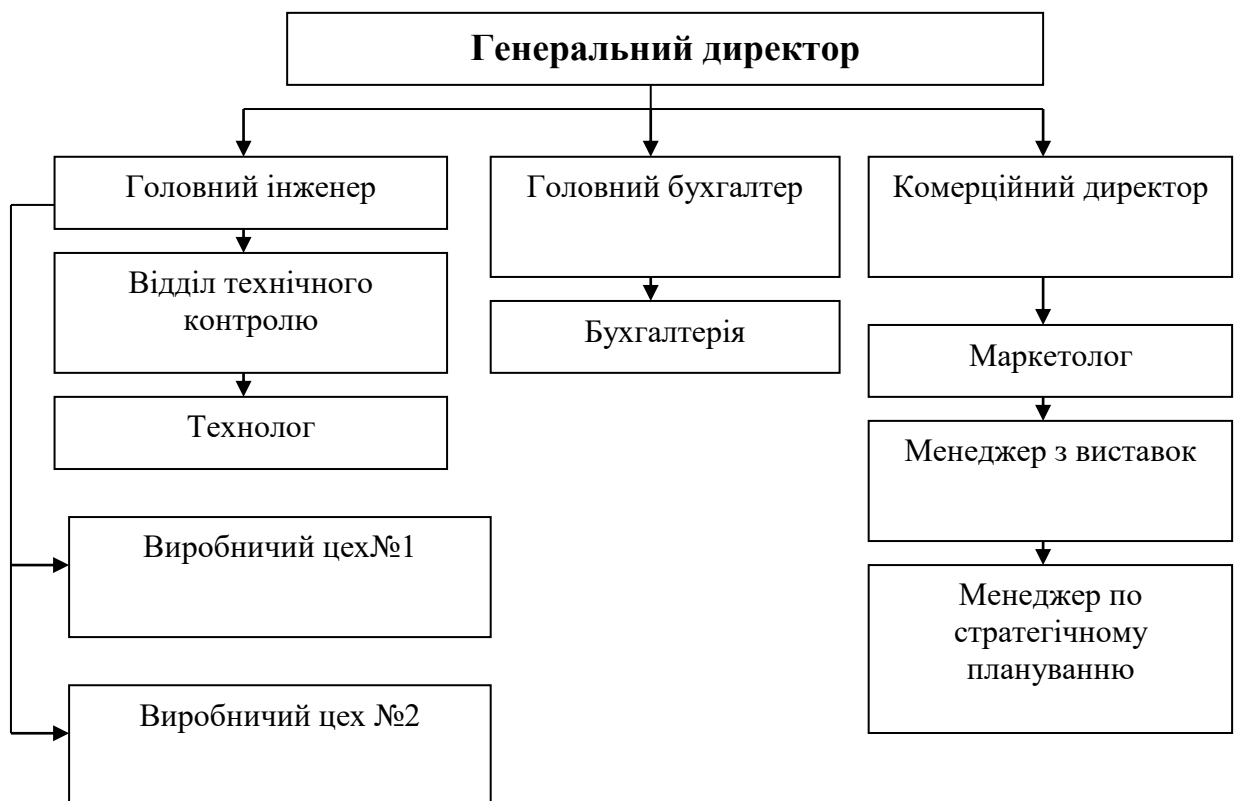 Генеральний директор
Головний інженер
Головний бухгалтер
Комерційний директор
Відділ технічного
контролю
Бухгалтерія
Маркетолог
Технолог
Менеджер з виставок
Виробничий цех№1
Менеджер по
стратегічному
плануванню
Виробничий цех №2